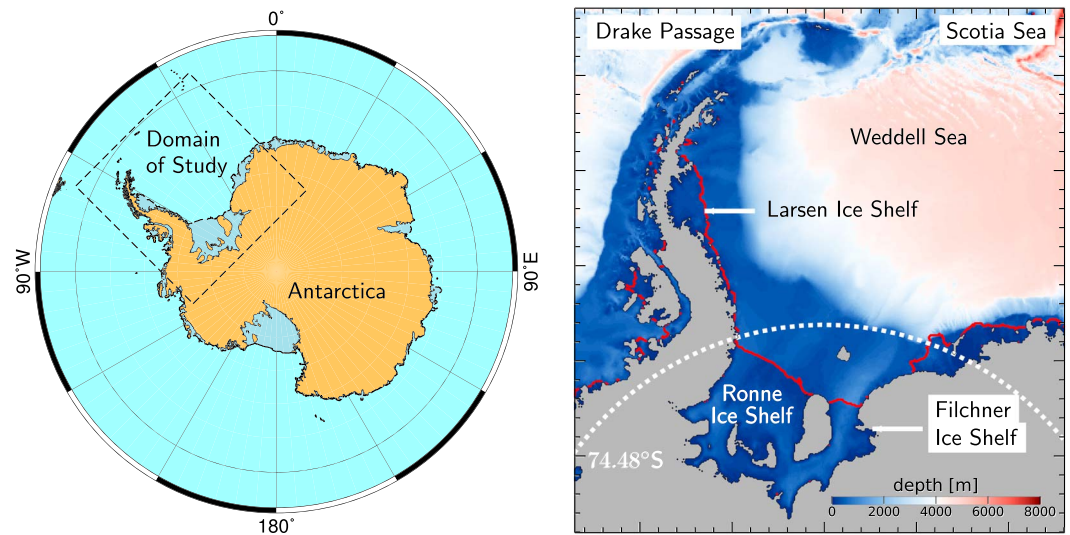 0°
Domain
of Study
90°W
90°E
Antarctica
180°
Drake Passage
Scotia Sea
Weddell Sea
Larsen Ice Shelf
Ronne
Ice Shelf
Filchner
Ice Shelf
74.48°S
depth [m]
0 2000 4000 6000 8000